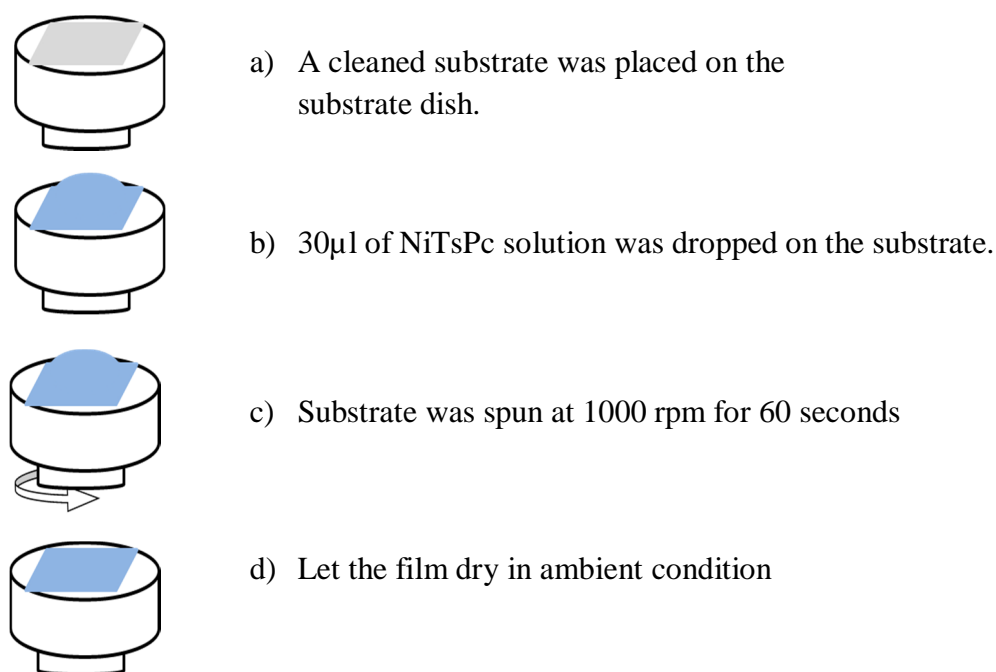 a) A cleaned substrate was placed on the
substrate dish.
b) 30µl of NiTsPc solution was dropped on the substrate.
c) Substrate was spun at 1000 rpm for 60 seconds
d) Let the film dry in ambient condition